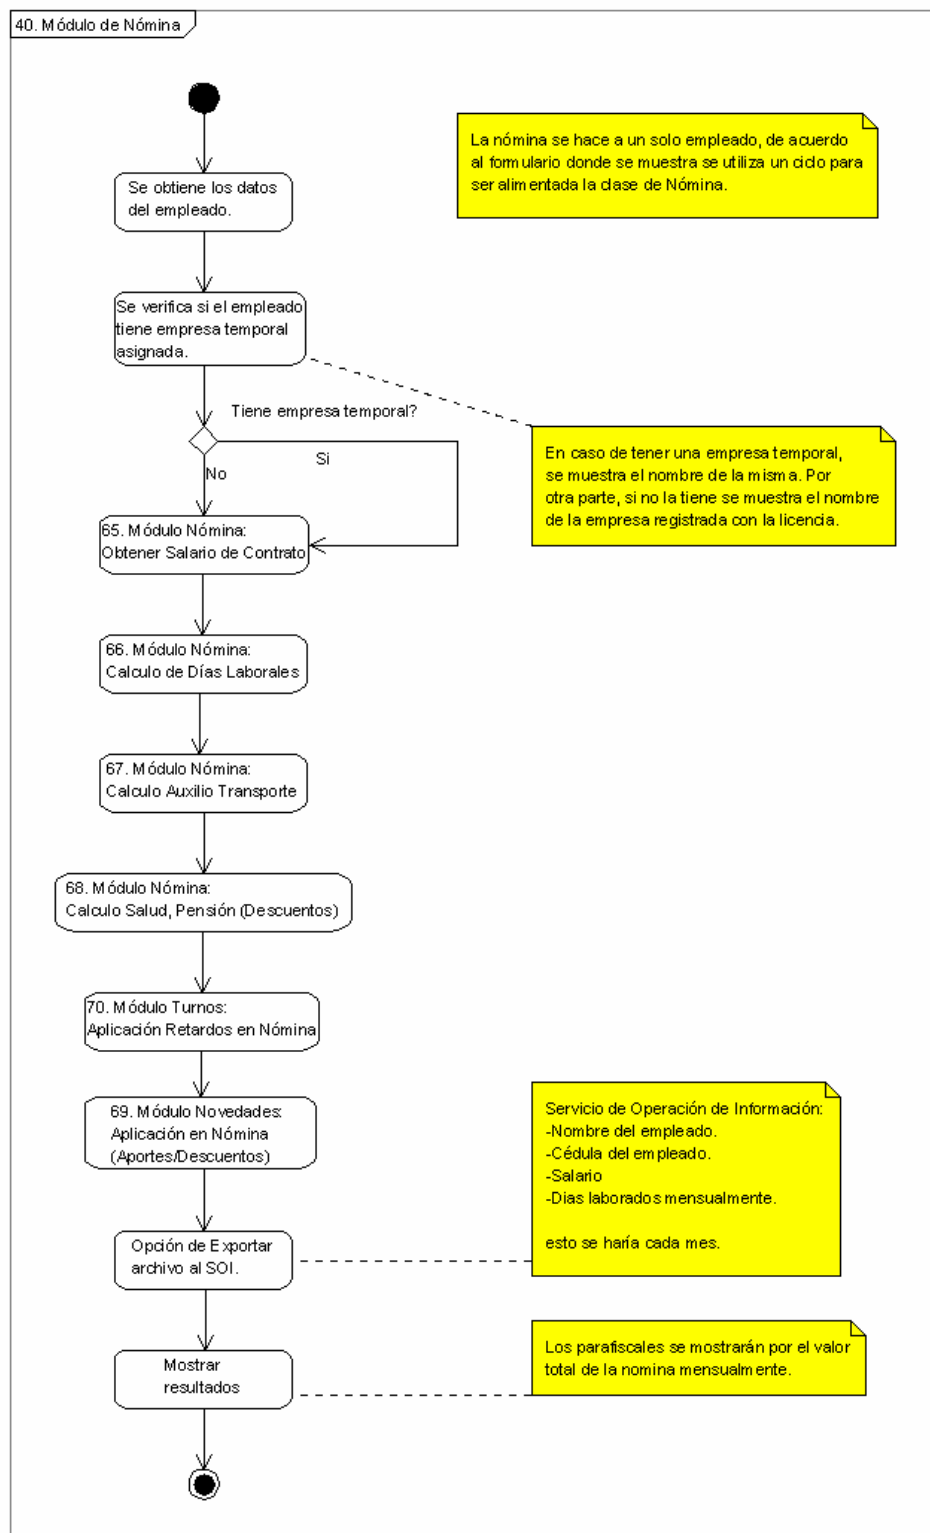 40. Módulo de Nómina
La nómina se hace a un solo empleado, de acuerdo
al formulario donde se muestra se utiliza un ciclo para
ser alimentada la clase de Nómina.
Se obtiene los datos
del empleado.
Se verifica si el empleado
tiene empresa temporal
asignada.
Tiene empresa temporal?
Si
No
En caso de tener una empresa temporal,
se muestra el nombre de la misma. Por
otra parte, si no la tiene se muestra el nombre
de la empresa registrada con la licencia.
65. Módulo Nómina:
Obtener Salario de Contrato
66. Módulo Nómina:
Calculo de Días Laborales
67. Módulo Nómina:
Calculo Auxilio Transporte
68. Módulo Nómina:
Calculo Salud, Pensión (Descuentos)
70. Módulo Turnos:
Aplicación Retardos en Nómina
69. Módulo Novedades:
Aplicación en Nómina
(Aportes/Descuentos)
Servicio de Operación de Información:
-Nombre del empleado.
-Cédula del empleado.
-Salario
-Dias laborados mensualmente.
esto se haría cada mes.
Opción de Exportar
archivo al SOI.
Los parafiscales se mostrarán por el valor
total de la nomina mensualmente.
Mostrar
resultados